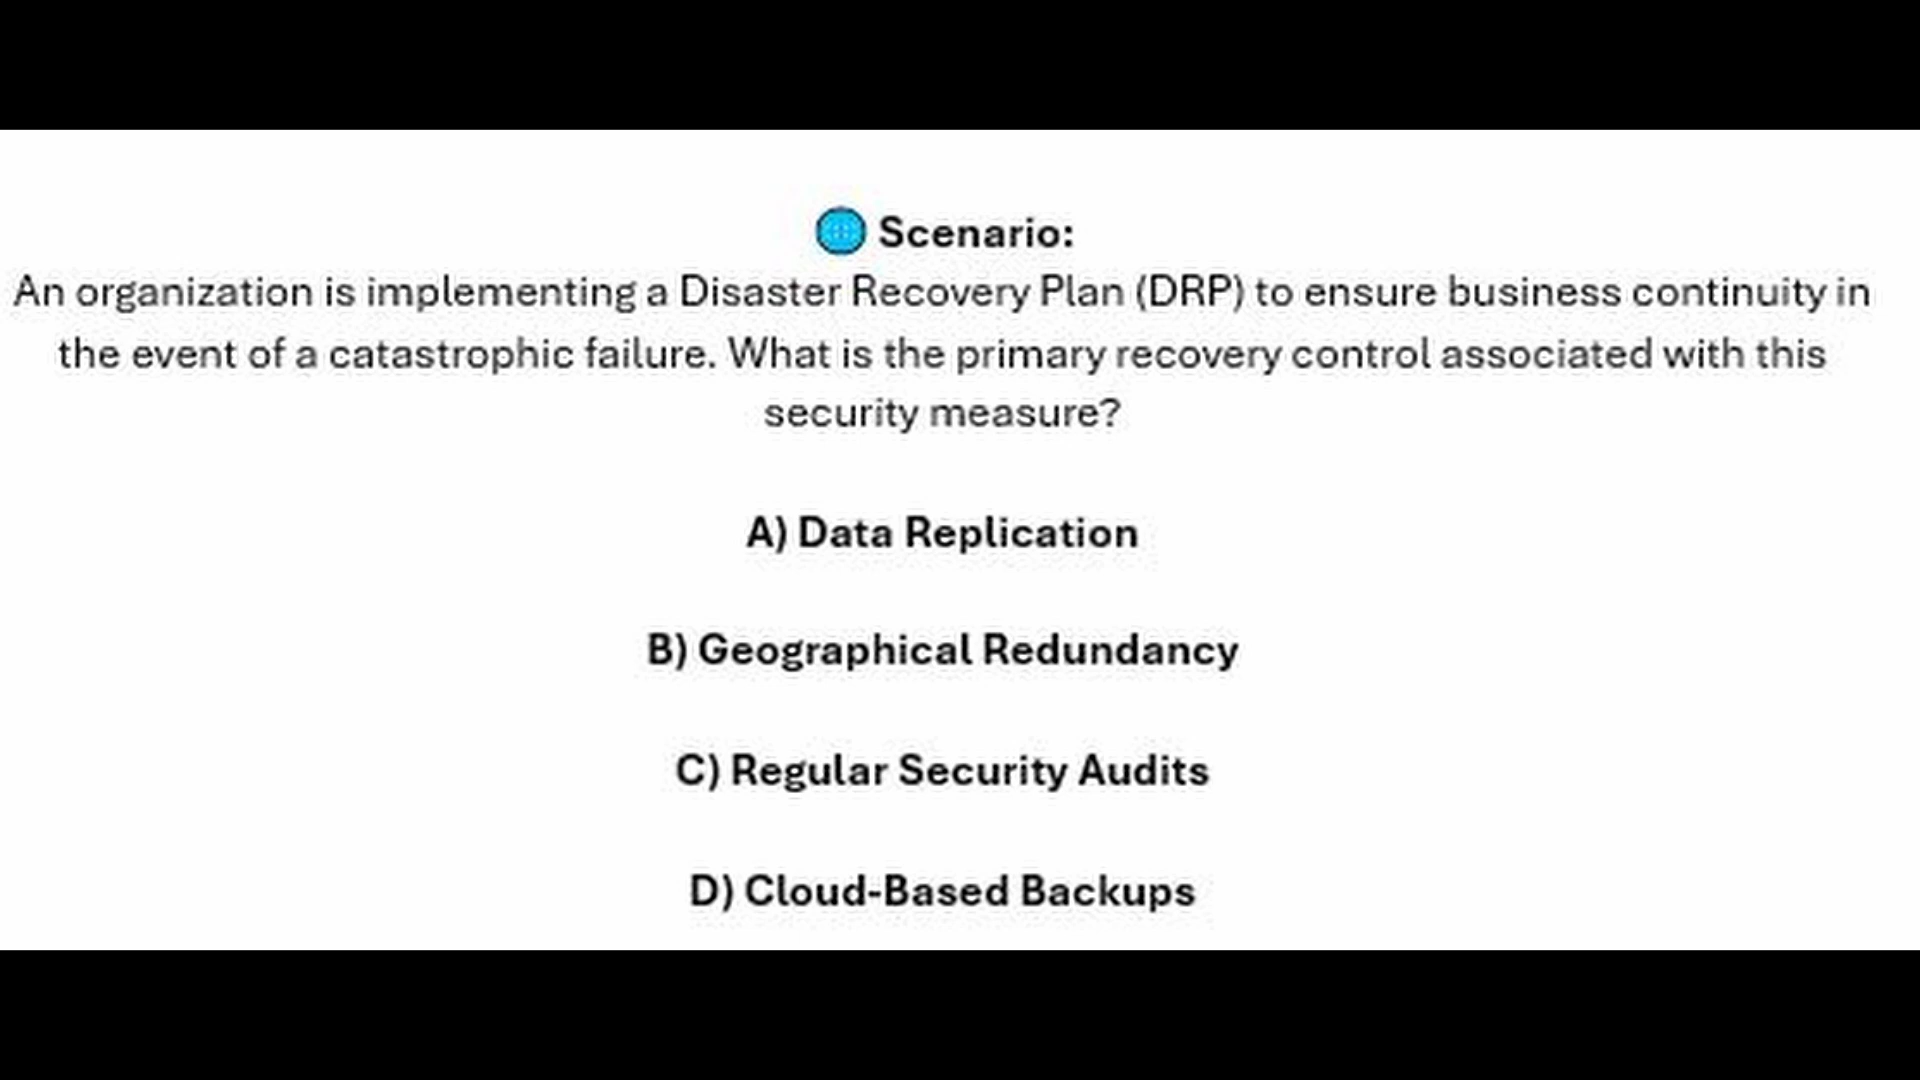 Scenario:
An organization is implementing a Disaster Recovery Plan (DRP) to ensure business continuity in
the event of a catastrophic failure. What is the primary recovery control associated with this
security measure?
A) Data Replication
B) Geographical Redundancy
C) Regular Security Audits
D) Cloud-Based Backups